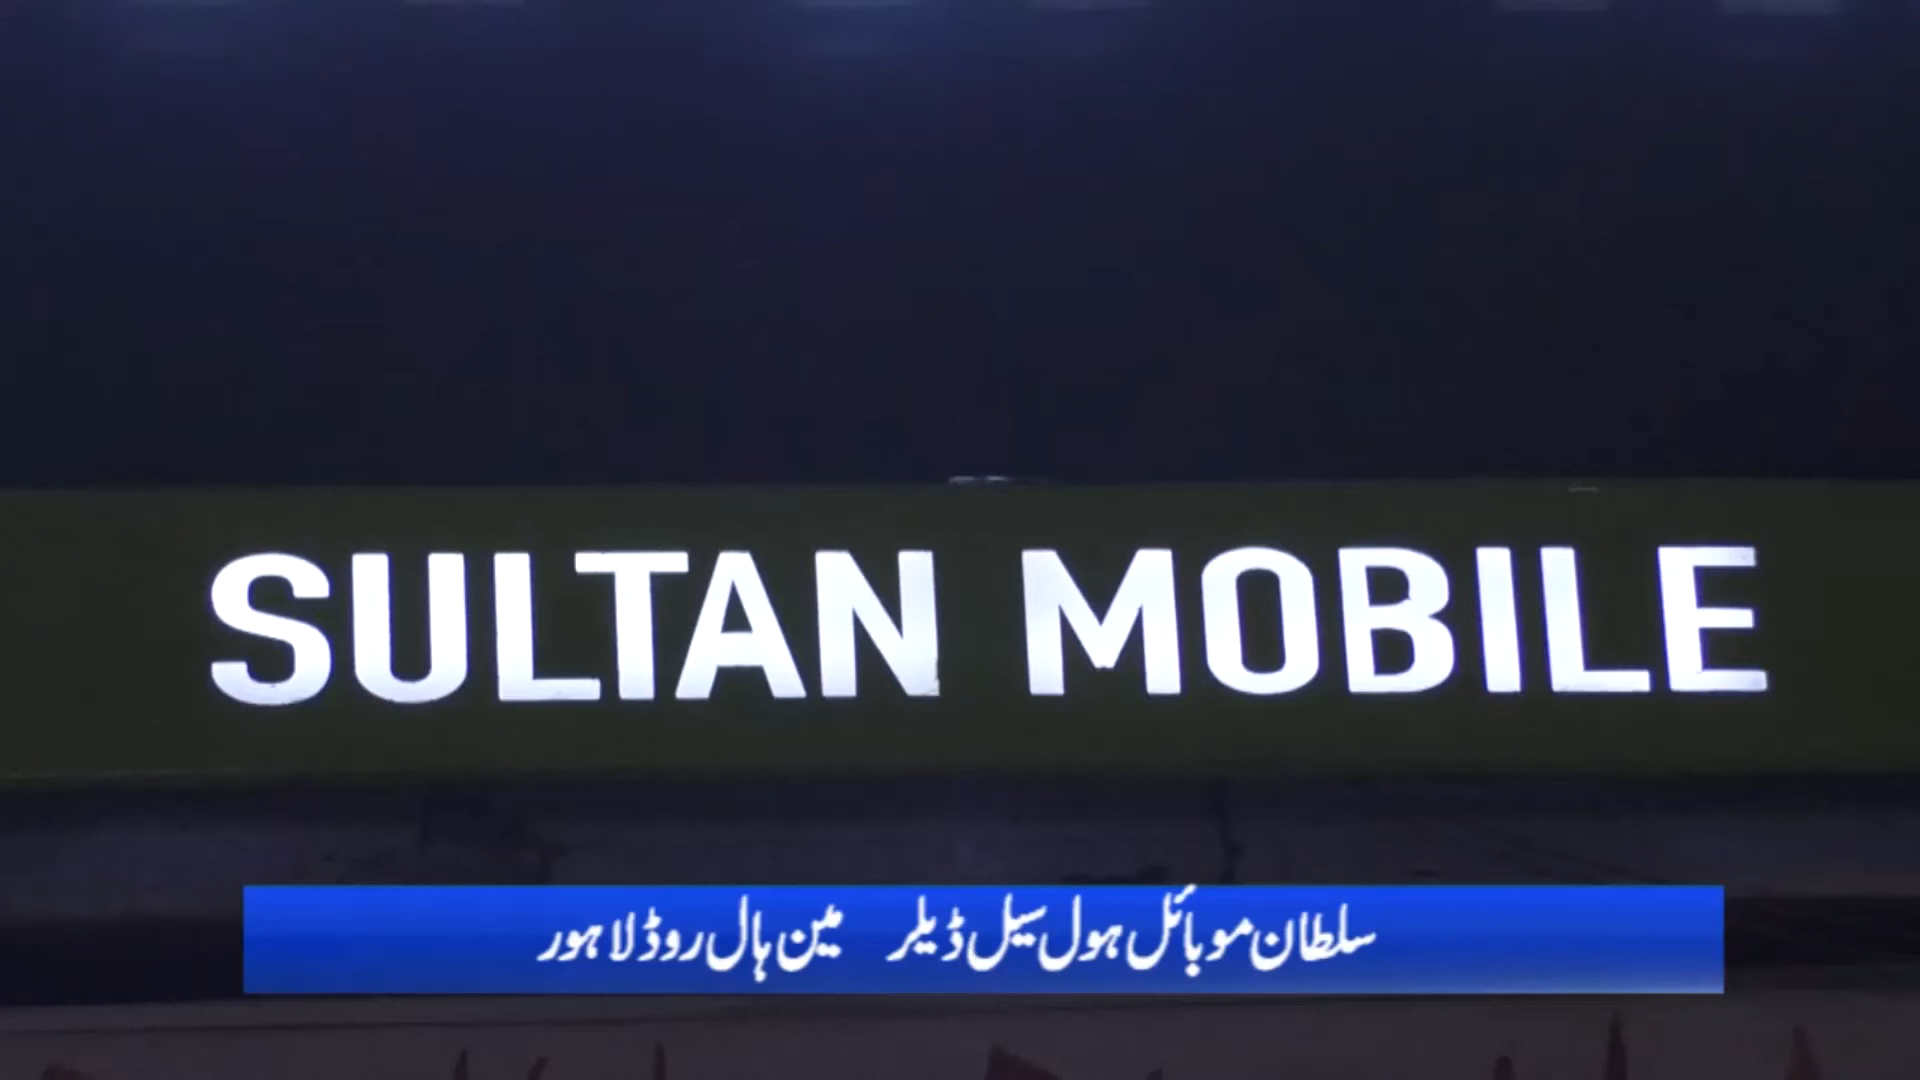 SULTAN MOBILE
سلطان موبائل ہول سیل ڈیلر مین ہال روڈ لاہور